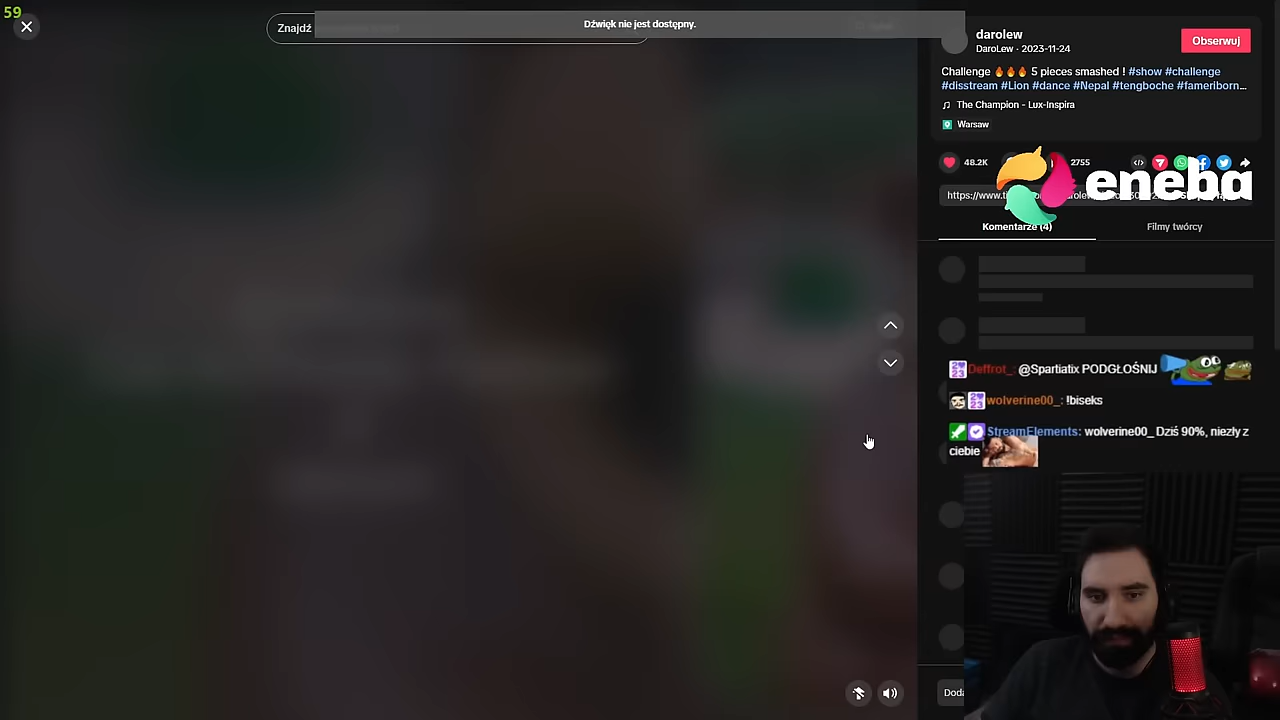 59
Znajdź
Dźwięk nie jest dostępny.
darolew
DaroLew · 2023-11-24
Obserwuj
Challenge 🔥🔥🔥 5 pieces smashed ! #show #challenge
#disstream #Lion #dance #Nepal #tengboche #fameriborn...
The Champion - Lux-Inspira
Warsaw
48.2K
2755
eneba
https://www.t
Komentarze (4)
Filmy twórcy
Deffrot_: @Spartiatix PODGŁOŚNIJ
wolverine00_: !biseks
StreamElements: wolverine00_ Dziś 90%, niezły z
ciebie
Doda